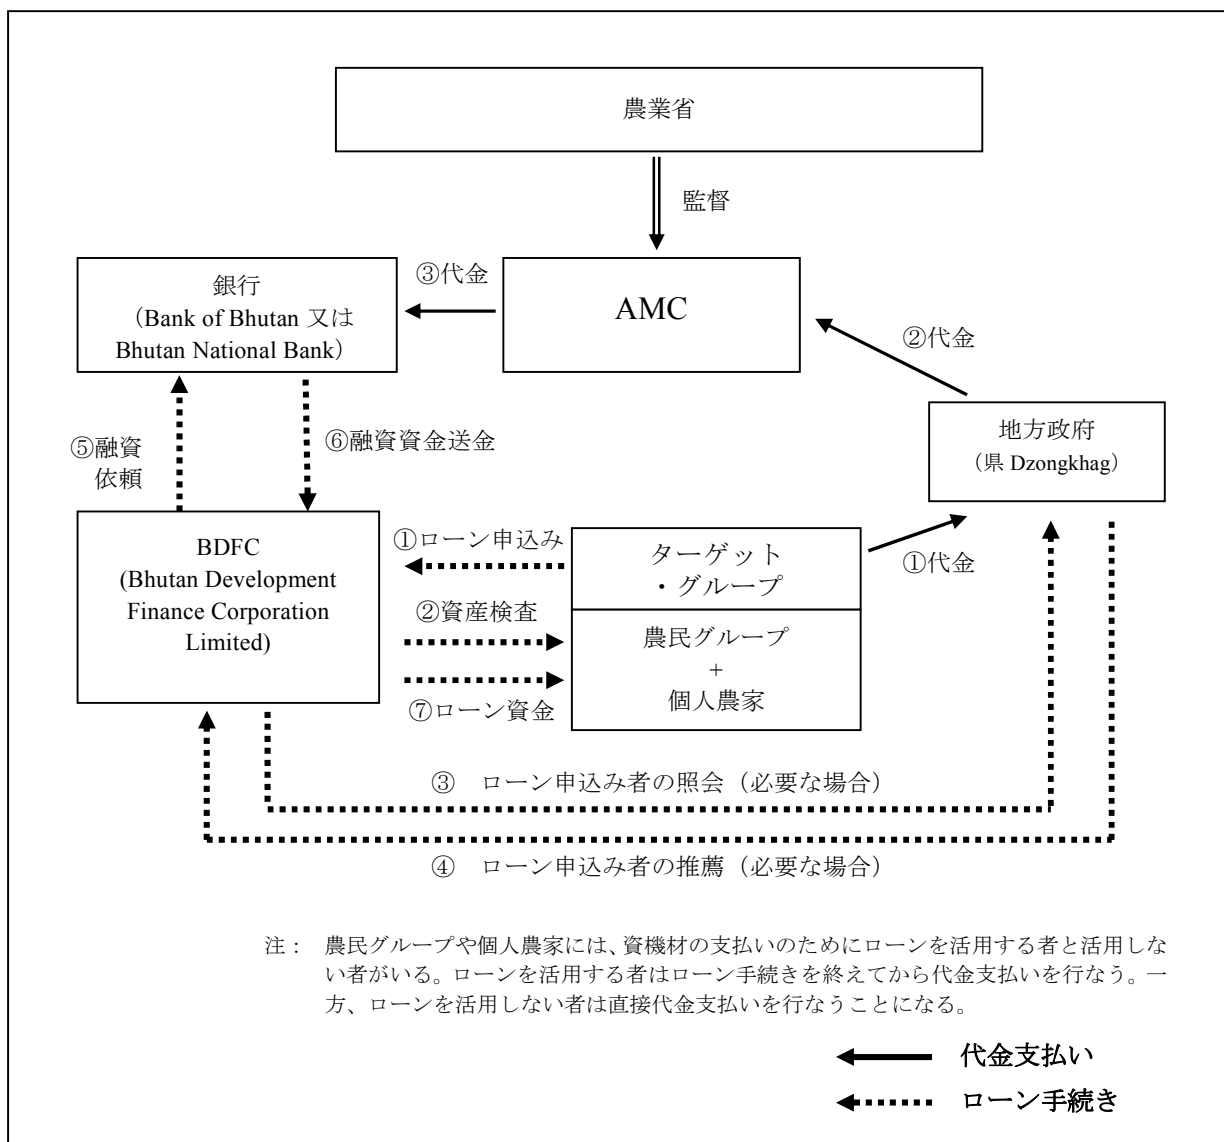 農業省
監督
銀行
（Bank of Bhutan 又は
Bhutan National Bank）
③代金
AMC
②代金
地方政府
（県 Dzongkhag）
⑤融資
依頼
⑥融資資金送金
BDFC
(Bhutan Development
Finance Corporation
Limited)
①ローン申込み
②資産検査
⑦ローン資金
ターゲット
・グループ
農民グループ
+
個人農家
①代金
③ ローン申込み者の照会（必要な場合）
④ ローン申込み者の推薦（必要な場合）
注： 農民グループや個人農家には、資機材の支払いのためにローンを活用する者と活用しな
い者がいる。ローンを活用する者はローン手続きを終えてから代金支払いを行なう。一
方、ローンを活用しない者は直接代金支払いを行なうことになる。
代金支払い
ローン手続き